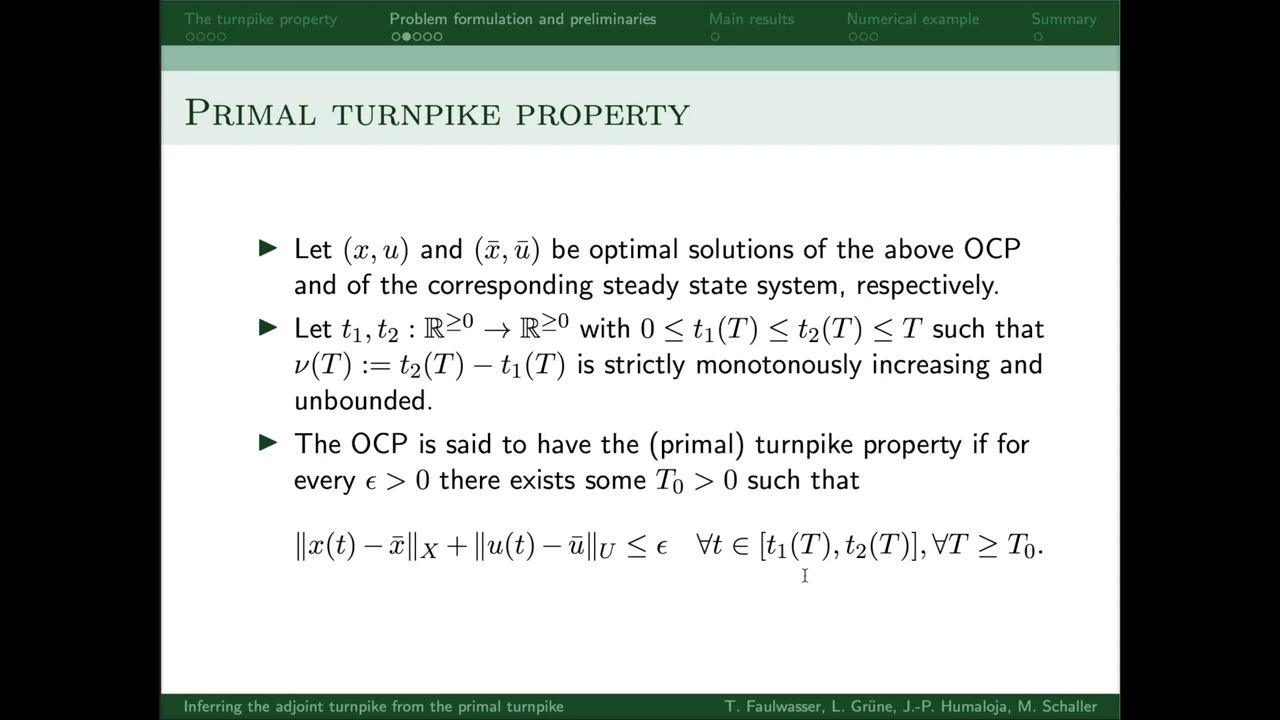 The turnpike property Problem formulation and preliminaries Main results Numerical example Summary
PRIMAL TURNPIKE PROPERTY
▶ Let (x, u) and (x̄, ū) be optimal solutions of the above OCP
and of the corresponding steady state system, respectively.
▶ Let t₁, t₂ : ℝ^≥0 → ℝ^≥0 with 0 ≤ t₁(T) ≤ t₂(T) ≤ T such that
ν(T) := t₂(T) − t₁(T) is strictly monotonously increasing and
unbounded.
▶ The OCP is said to have the (primal) turnpike property if for
every ϵ > 0 there exists some T₀ > 0 such that
‖x(t) − x̄‖_X + ‖u(t) − ū‖_U ≤ ϵ ∀t ∈ [t₁(T), t₂(T)], ∀T ≥ T₀.
Inferring the adjoint turnpike from the primal turnpike T. Faulwasser, L. Grüne, J.-P. Humaloja, M. Schaller